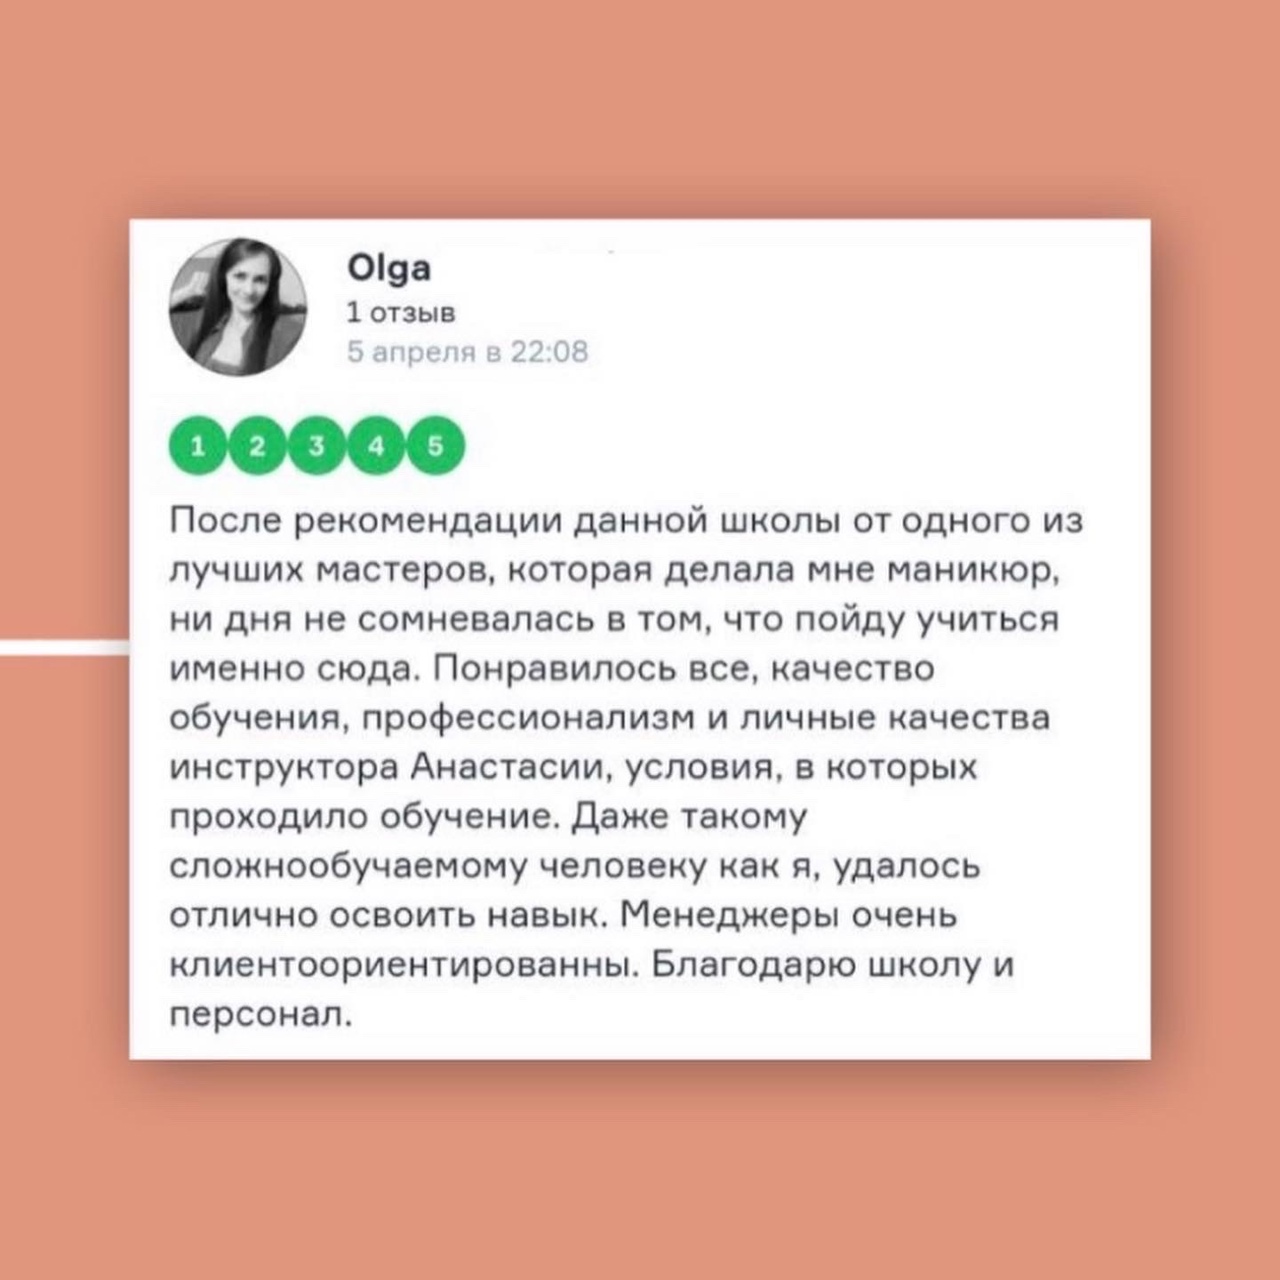 Olga
1 отзыв
5 апреля в 22:08
1 2 3 4 5
После рекомендации данной школы от одного из
лучших мастеров, которая делала мне маникюр,
ни дня не сомневалась в том, что пойду учиться
именно сюда. Понравилось все, качество
обучения, профессионализм и личные качества
инструктора Анастасии, условия, в которых
проходило обучение. Даже такому
сложнообучаемому человеку как я, удалось
отлично освоить навык. Менеджеры очень
клиентоориентированны. Благодарю школу и
персонал.